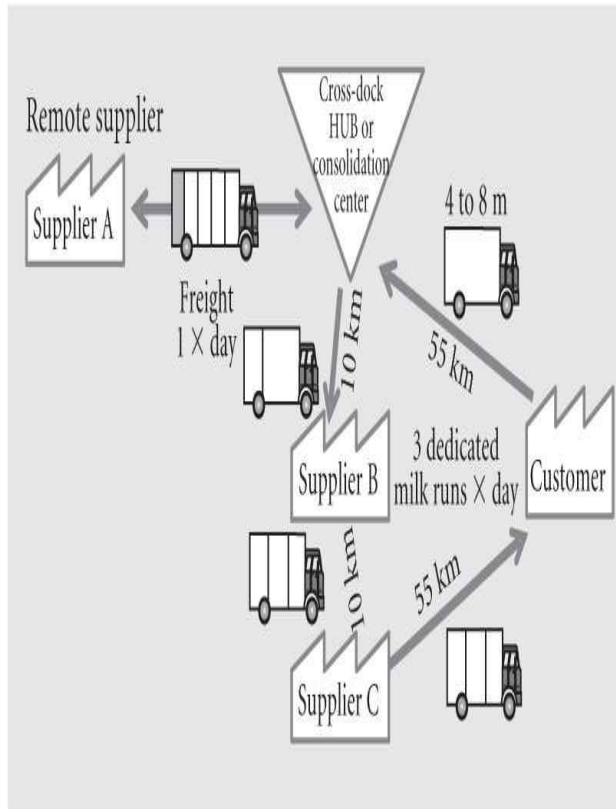 Cross-dock
HUB or
consolidation
center
Remote supplier
Supplier A
4 to 8 m
Freight
1 × day
10 km
55 km
Supplier B
3 dedicated
milk runs × day
Customer
10 km
55 km
Supplier C